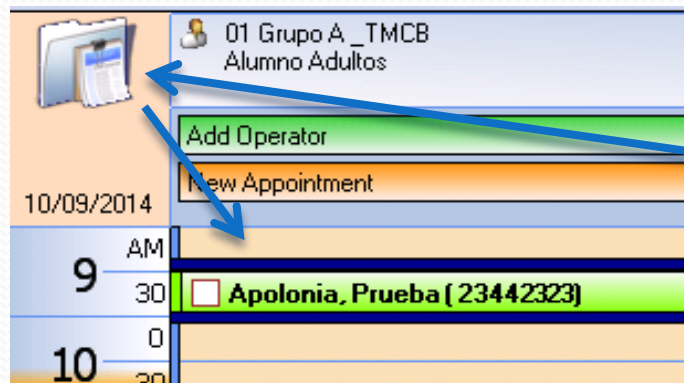 01 Grupo A _TMCB
Alumno Adultos
Add Operator
New Appointment
10/09/2014
9 AM
30 Apolonia, Prueba ( 23442323)
10 0
30